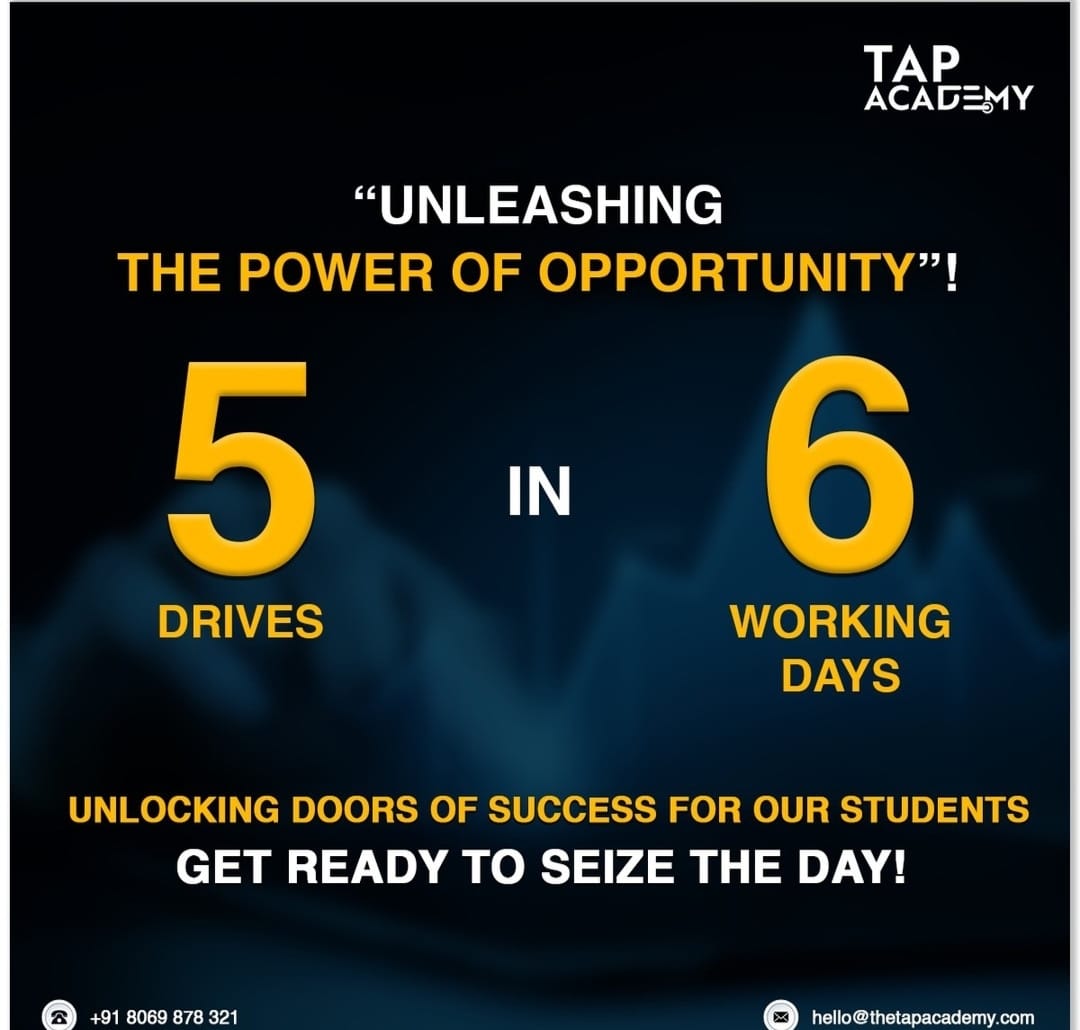 TAP
ACADEMY
“UNLEASHING
THE POWER OF OPPORTUNITY”!
5
IN
6
DRIVES
WORKING
DAYS
UNLOCKING DOORS OF SUCCESS FOR OUR STUDENTS
GET READY TO SEIZE THE DAY!
+91 8069 878 321
hello@thetapacademy.com